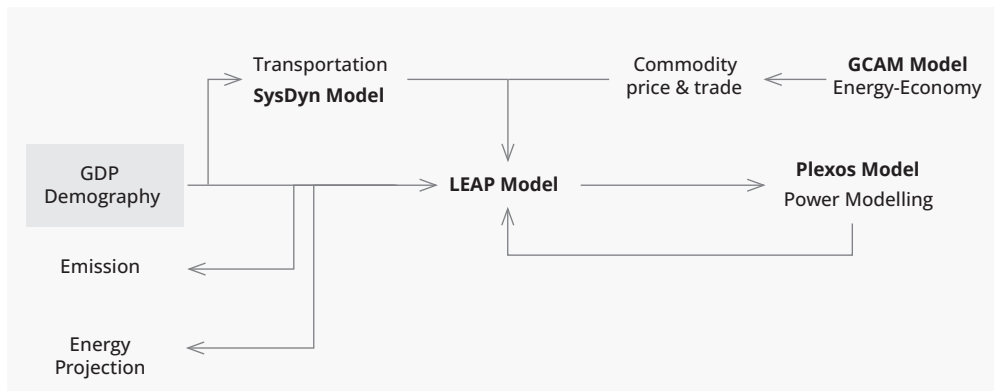 Transportation
SysDyn Model
Commodity
price & trade
GCAM Model
Energy-Economy
GDP
Demography
LEAP Model
Plexos Model
Power Modelling
Emission
Energy
Projection